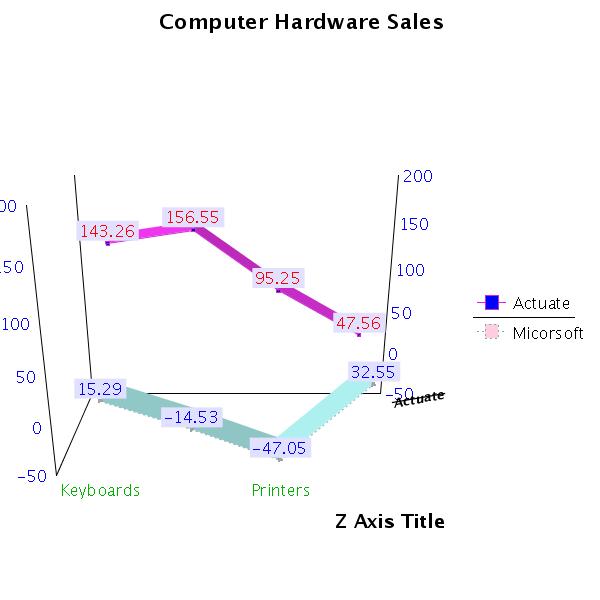 Computer Hardware Sales
200
00
143.26
156.55
150
150
100
100
95.25
50
47.56
50
0
0
-50
-50
15.29
-14.53
-47.05
32.55
Actuate
Keyboards
Printers
Z Axis Title
Actuate
Micorsoft